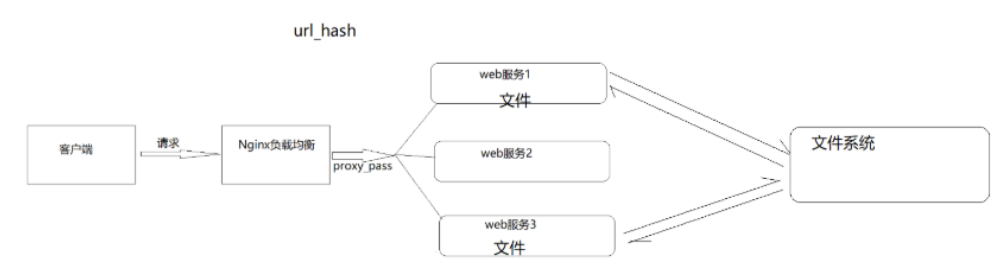 url_hash
web服务1
文件
客户端
请求
Nginx负载均衡
proxy_pass
web服务2
web服务3
文件
文件系统